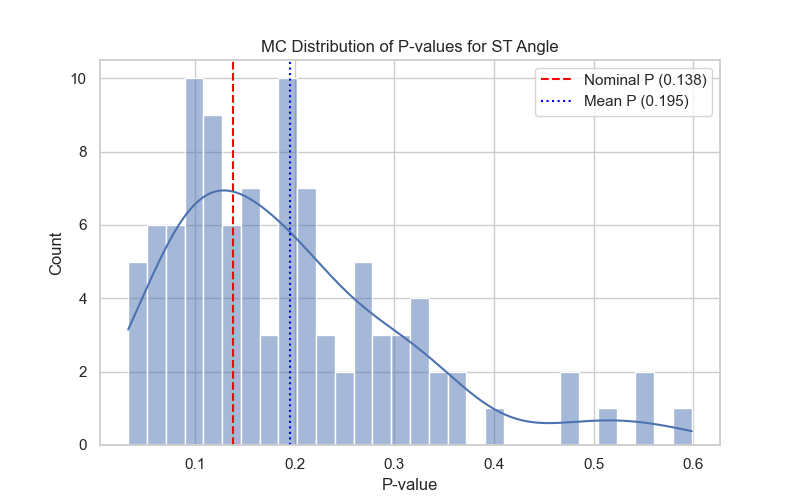 MC Distribution of P-values for ST Angle
Nominal P (0.138)
Mean P (0.195)
Count
10
8
6
4
2
0
0.1 0.2 0.3 0.4 0.5 0.6
P-value